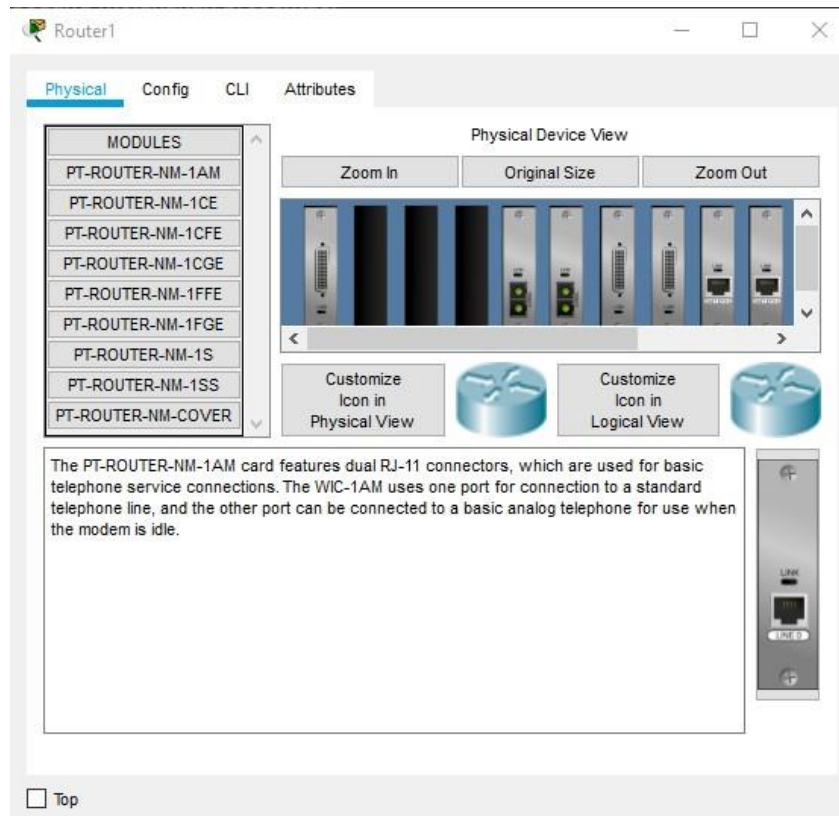 Router1
Physical Config CLI Attributes
MODULES
PT-ROUTER-NM-1AM
PT-ROUTER-NM-1CE
PT-ROUTER-NM-1CFE
PT-ROUTER-NM-1CGE
PT-ROUTER-NM-1FFE
PT-ROUTER-NM-1FGE
PT-ROUTER-NM-1S
PT-ROUTER-NM-1SS
PT-ROUTER-NM-COVER
Physical Device View
Zoom In Original Size Zoom Out
Customize
Icon in
Physical View
Customize
Icon in
Logical View
The PT-ROUTER-NM-1AM card features dual RJ-11 connectors, which are used for basic
telephone service connections. The WIC-1AM uses one port for connection to a standard
telephone line, and the other port can be connected to a basic analog telephone for use when
the modem is idle.
LINK
LINE 0
Top